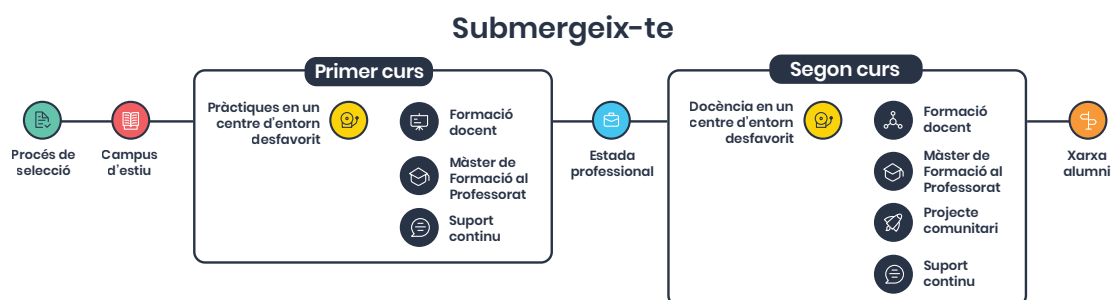 Submergeix-te
Procés de
selecció
Campus
d'estiu
Primer curs
Pràctiques en un
centre d'entorn
desfavorit
Formació
docent
Màster de
Formació al
Professorat
Suport
continu
Estada
professional
Segon curs
Docència en un
centre d'entorn
desfavorit
Formació
docent
Màster de
Formació al
Professorat
Projecte
comunitari
Suport
continu
Xarxa
alumni